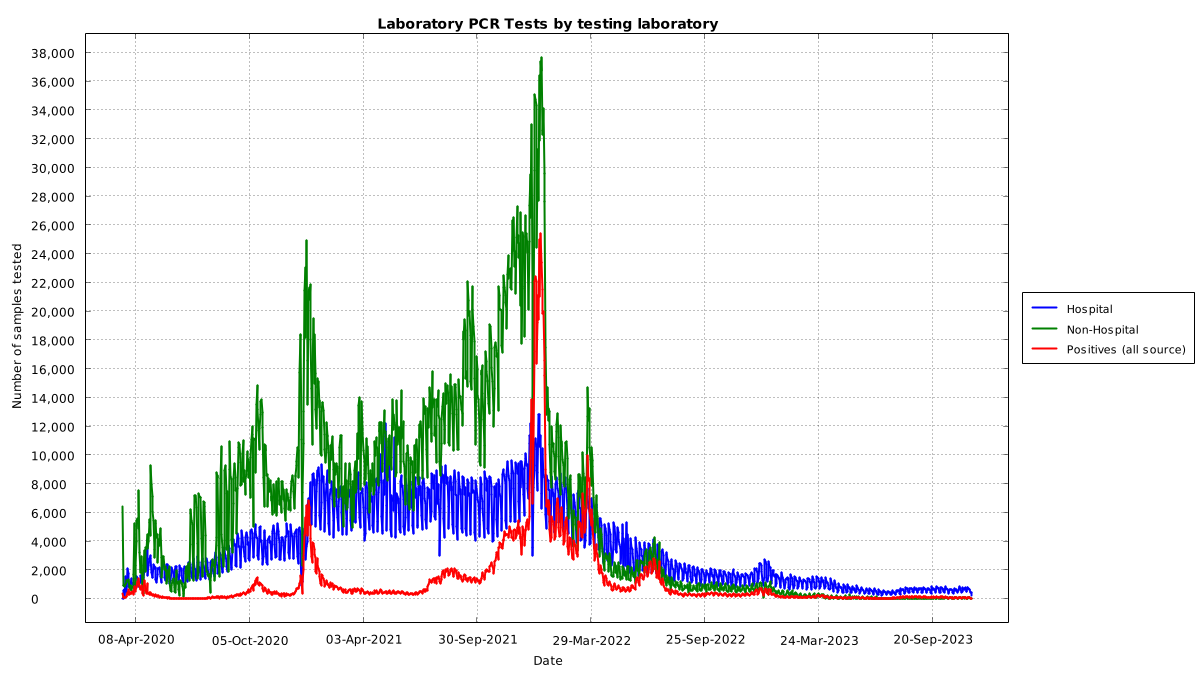 Laboratory PCR Tests by testing laboratory
38,000
36,000
34,000
32,000
30,000
28,000
26,000
24,000
22,000
20,000
18,000
16,000
14,000
12,000
10,000
8,000
6,000
4,000
2,000
0
Number of samples tested
08-Apr-2020
05-Oct-2020
03-Apr-2021
30-Sep-2021
29-Mar-2022
25-Sep-2022
24-Mar-2023
20-Sep-2023
Date
Hospital
Non-Hospital
Positives (all source)